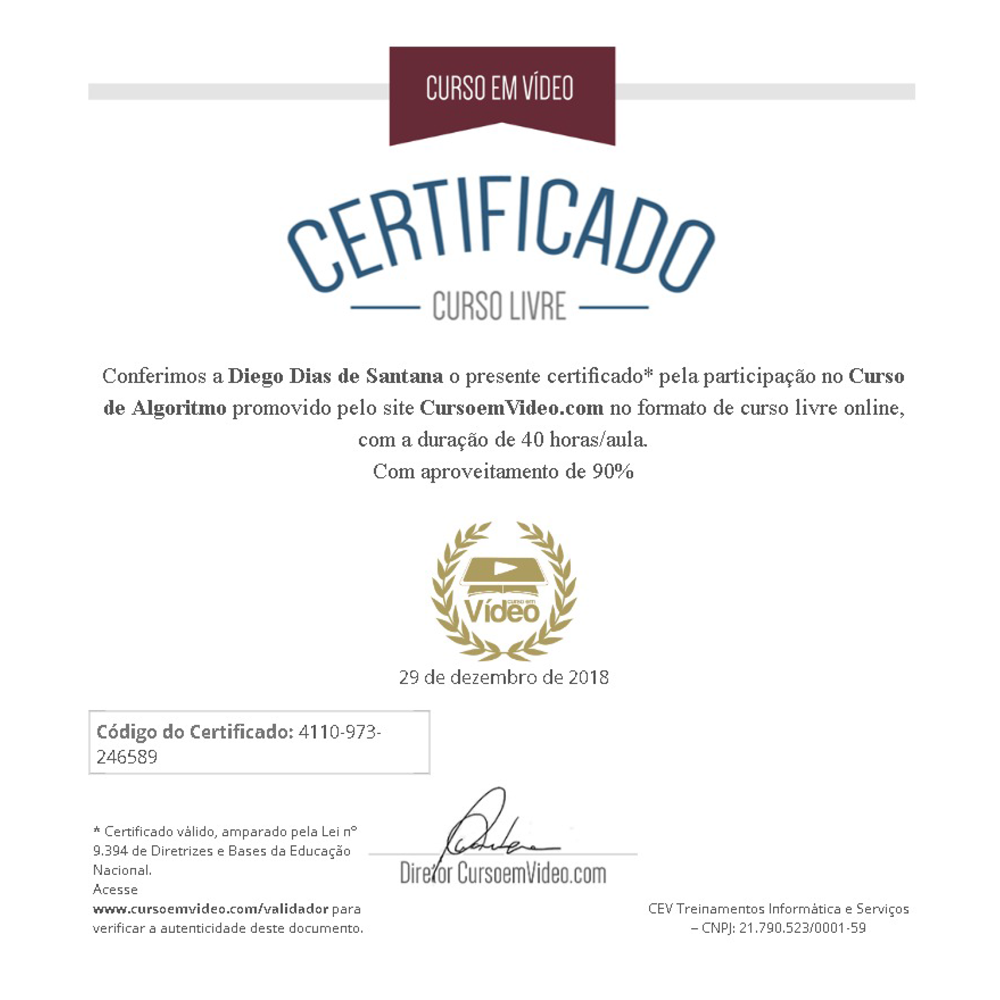 CURSO EM VÍDEO
CERTIFICADO
CURSO LIVRE
Conferimos a Diego Dias de Santana o presente certificado* pela participação no Curso
de Algoritmo promovido pelo site CursoemVideo.com no formato de curso livre online,
com a duração de 40 horas/aula.
Com aproveitamento de 90%
curso em
Vídeo
29 de dezembro de 2018
Código do Certificado: 4110-973-
246589
* Certificado válido, amparado pela Lei nº
9.394 de Diretrizes e Bases da Educação
Nacional.
Acesse
www.cursoemvideo.com/validador para
verificar a autenticidade deste documento.
Diretor CursoemVideo.com
CEV Treinamentos Informática e Serviços
– CNPJ: 21.790.523/0001-59